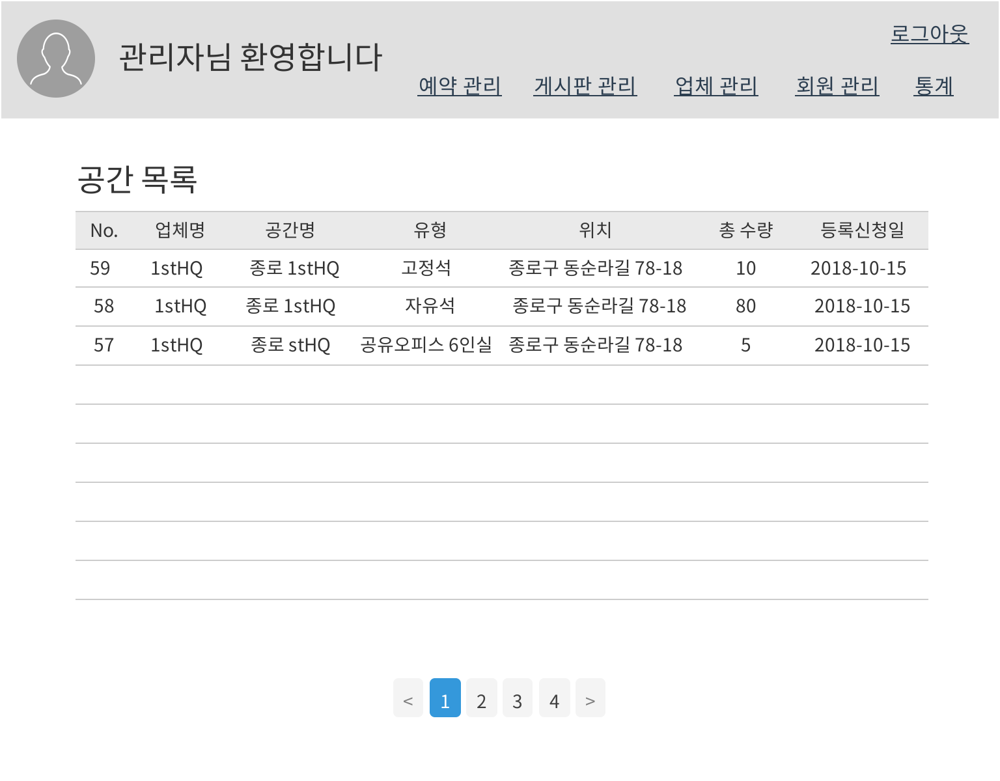 로그아웃
관리자님 환영합니다
예약 관리 게시판 관리 업체 관리 회원 관리 통계
공간 목록
No. 업체명 공간명 유형 위치 총 수량 등록신청일
59 1stHQ 종로 1stHQ 고정석 종로구 동순라길 78-18 10 2018-10-15
58 1stHQ 종로 1stHQ 자유석 종로구 동순라길 78-18 80 2018-10-15
57 1stHQ 종로 stHQ 공유오피스 6인실 종로구 동순라길 78-18 5 2018-10-15
< 1 2 3 4 >